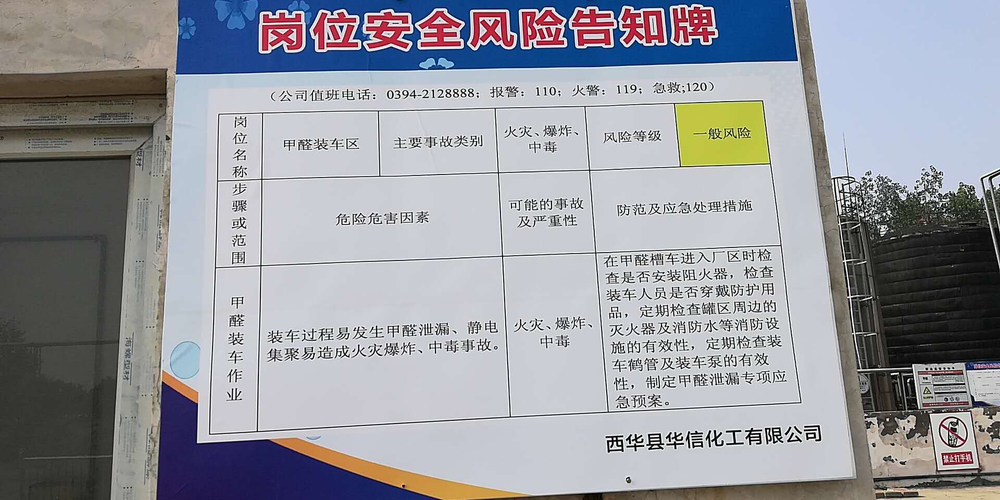 岗位安全风险告知牌
（公司值班电话：0394-2128888；报警：110；火警：119；急救;120）
岗位名称
甲醛装车区
主要事故类别
火灾、爆炸、
中毒
风险等级
一般风险
步骤或范围
危险危害因素
可能的事故
及严重性
防范及应急处理措施
甲醛装车作业
装车过程易发生甲醛泄漏、静电
集聚易造成火灾爆炸、中毒事故。
火灾、爆炸、
中毒
在甲醛槽车进入厂区时检
查是否安装阻火器，检查
装车人员是否穿戴防护用
品，定期检查罐区周边的
灭火器及消防水等消防设
施的有效性，定期检查装
车鹤管及装车泵的有效
性，制定甲醛泄漏专项应
急预案。
西华县华信化工有限公司
禁止打手机
海螺型材